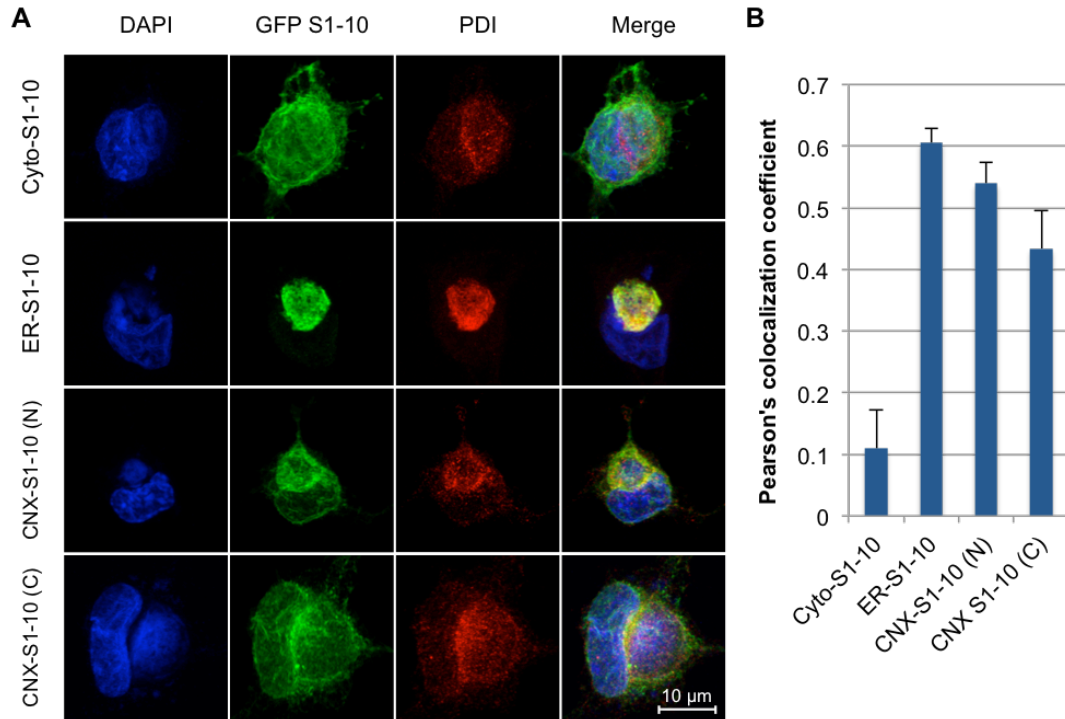 A
DAPI
GFP S1-10
PDI
Merge
Cyto-S1-10
ER-S1-10
CNX-S1-10 (N)
CNX-S1-10 (C)
10 µm
B
Pearson's colocalization coefficient
0.7
0.6
0.5
0.4
0.3
0.2
0.1
0
Cyto-S1-10
ER-S1-10
CNX-S1-10 (N)
CNX S1-10 (C)